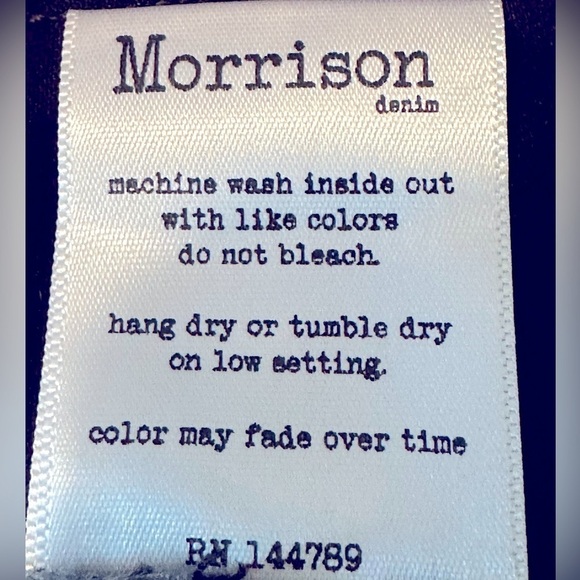 Morrison
denim
machine wash inside out
with like colors
do not bleach.
hang dry or tumble dry
on low setting.
color may fade over time
RN 144789